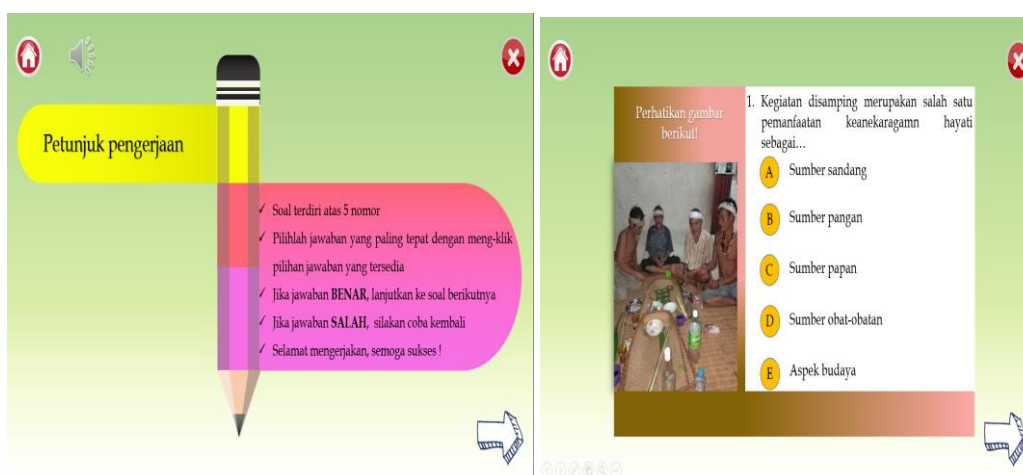 Petunjuk pengerjaan
✓ Soal terdiri atas 5 nomor
✓ Pilihlah jawaban yang paling tepat dengan meng-klik
pilihan jawaban yang tersedia
✓ Jika jawaban BENAR, lanjutkan ke soal berikutnya
✓ Jika jawaban SALAH, silakan coba kembali
✓ Selamat mengerjakan, semoga sukses !
Perhatikan gambar
berikut!
1. Kegiatan disamping merupakan salah satu
pemanfaatan keanekaragamn hayati
sebagai...
A Sumber sandang
B Sumber pangan
C Sumber papan
D Sumber obat-obatan
E Aspek budaya